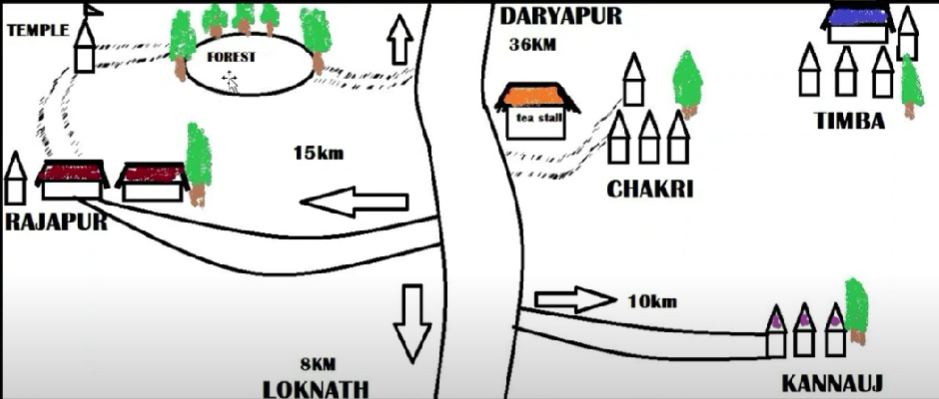 DARYAPUR
36KM
TEMPLE
FOREST
tea stall
TIMBA
15km
CHAKRI
RAJAPUR
10km
8KM
LOKNATH
KANNAUJ